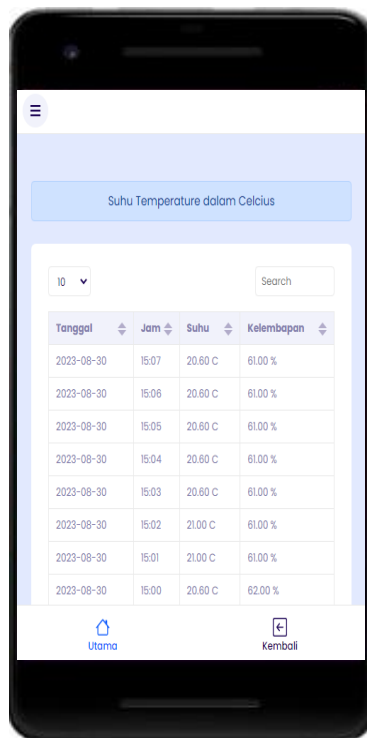 Suhu Temperature dalam Celcius
10 Search
Tanggal Jam Suhu Kelembapan
2023-08-30 15:07 20.60 C 61.00 %
2023-08-30 15:06 20.60 C 61.00 %
2023-08-30 15:05 20.60 C 61.00 %
2023-08-30 15:04 20.60 C 61.00 %
2023-08-30 15:03 20.60 C 61.00 %
2023-08-30 15:02 21.00 C 61.00 %
2023-08-30 15:01 21.00 C 61.00 %
2023-08-30 15:00 20.60 C 62.00 %
Utama Kembali